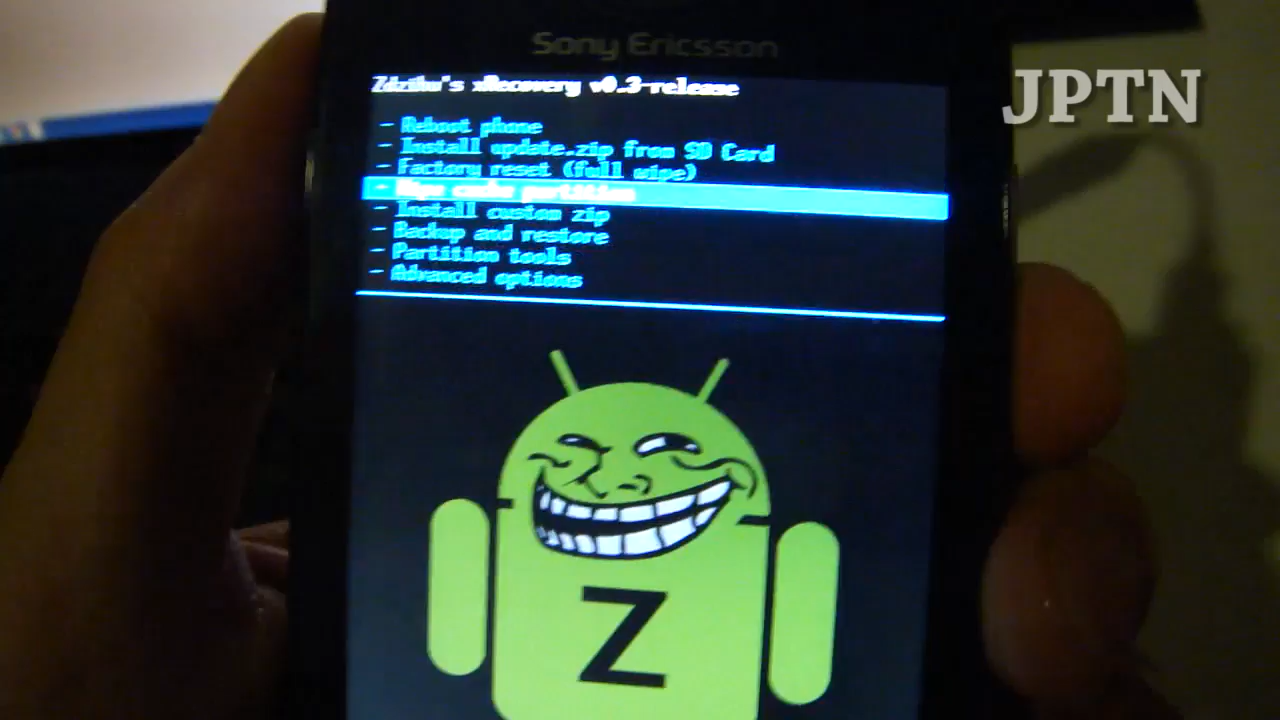 Sony Ericsson
JPTN
Zdzihu's xRecovery v0.3-release
- Reboot phone
- Install update.zip from SD Card
- Factory reset (full wipe)
- Wipe cache partition
- Install custom zip
- Backup and restore
- Partition tools
- Advanced options
Z